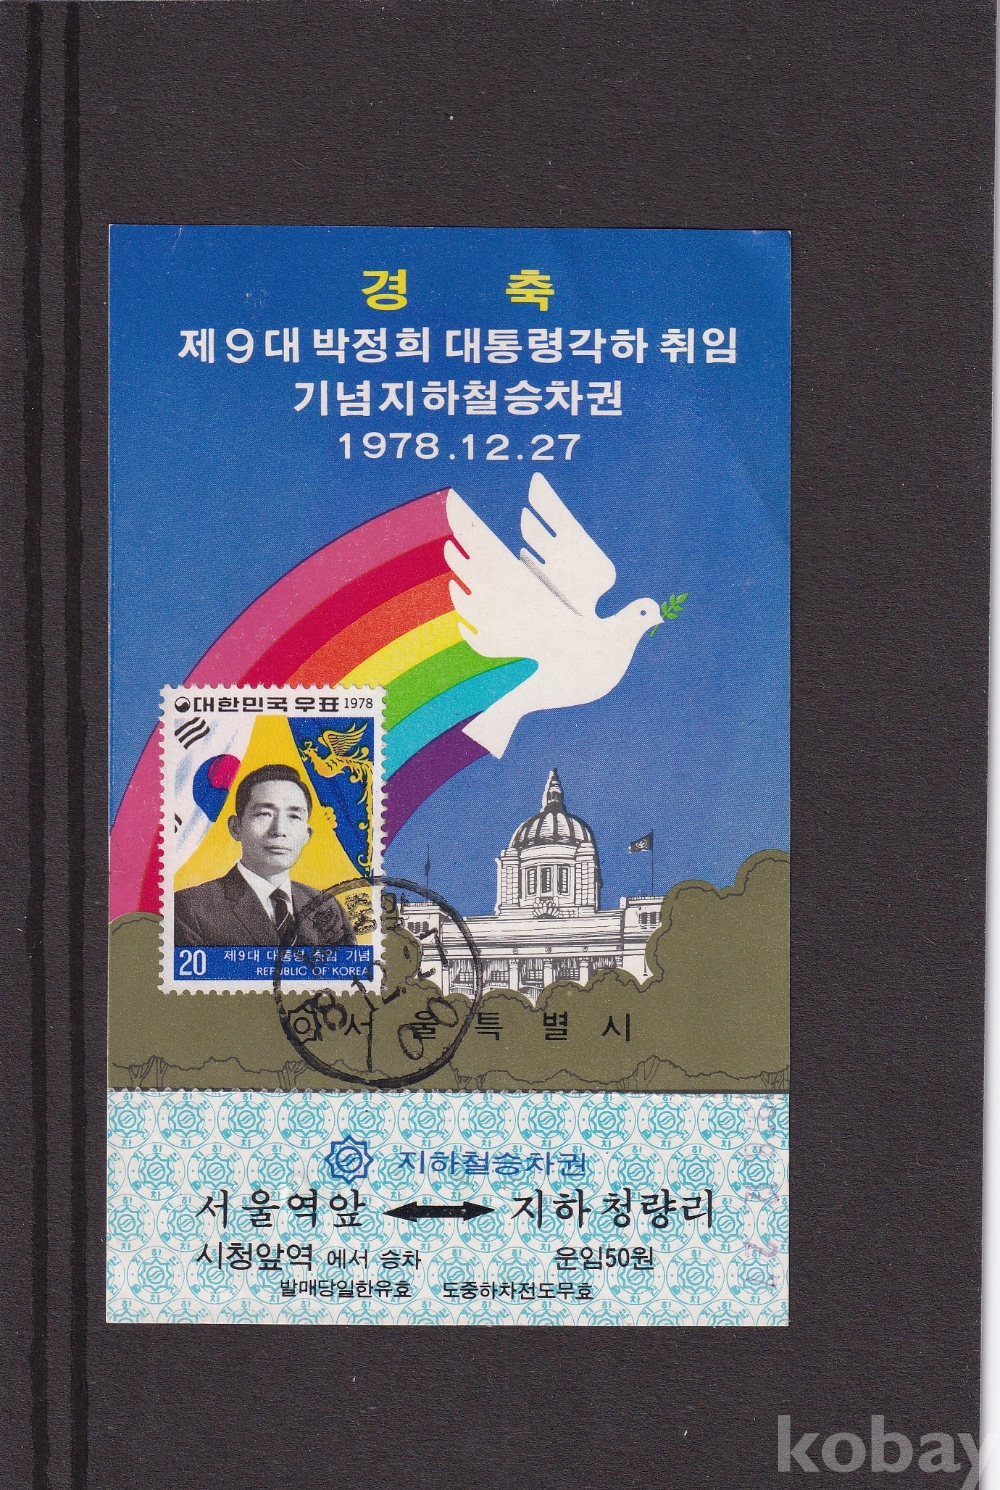 경 축
제9대 박정희 대통령각하 취임
기념지하철승차권
1978.12.27
대한민국우표 1978
20 제9대 대통령 취임 기념
REPUBLIC OF KOREA
서울특별시
지하철승차권
서울역앞 지하청량리
시청앞역 에서 승차 운임50원
발매당일한유효 도중하차전도무효
kobay